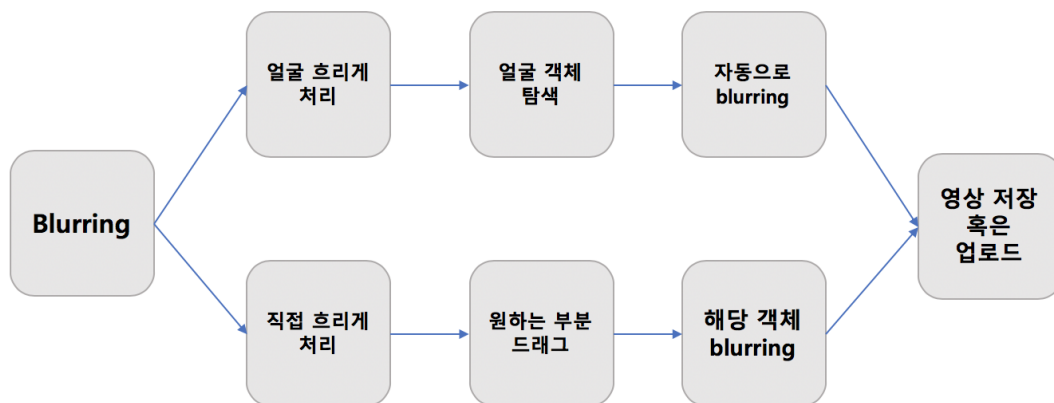 Blurring
얼굴 흐리게
처리
얼굴 객체
탐색
자동으로
blurring
직접 흐리게
처리
원하는 부분
드래그
해당 객체
blurring
영상 저장
혹은
업로드